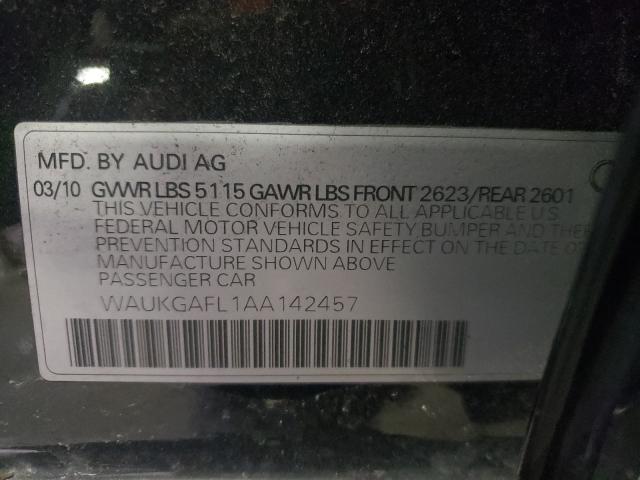 MFD. BY AUDI AG
03/10 GVWR LBS 5115 GAWR LBS FRONT 2623/REAR 2601
THIS VEHICLE CONFORMS TO ALL APPLICABLE U.S.
FEDERAL MOTOR VEHICLE SAFETY, BUMPER AND THE
PREVENTION STANDARDS IN EFFECT ON THE DATE OF
MANUFACTURE SHOWN ABOVE
PASSENGER CAR
WAUKGAFL1AA142457